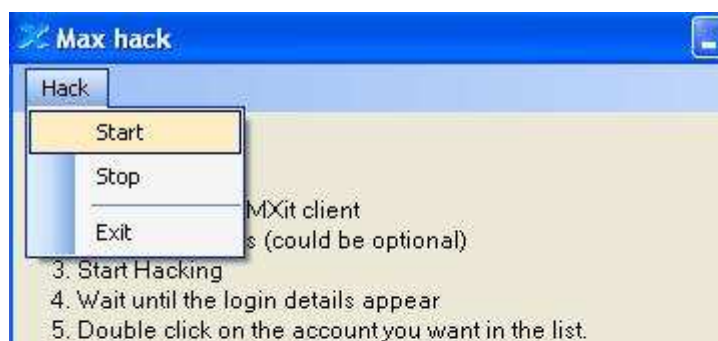 Max hack
Hack
Start
Stop
MXit client
Exit
s (could be optional)
3. Start Hacking
4. Wait until the login details appear
5. Double click on the account you want in the list.